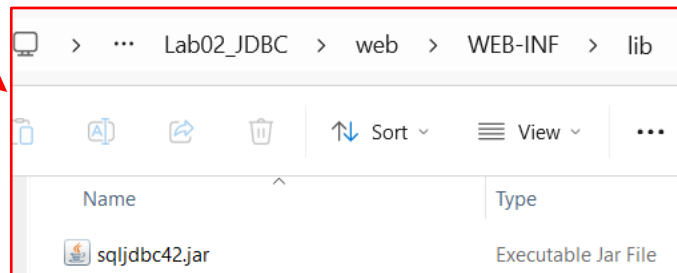 > ... Lab02_JDBC > web > WEB-INF > lib
Sort View ...
Name Type
sqljdbc42.jar Executable Jar File